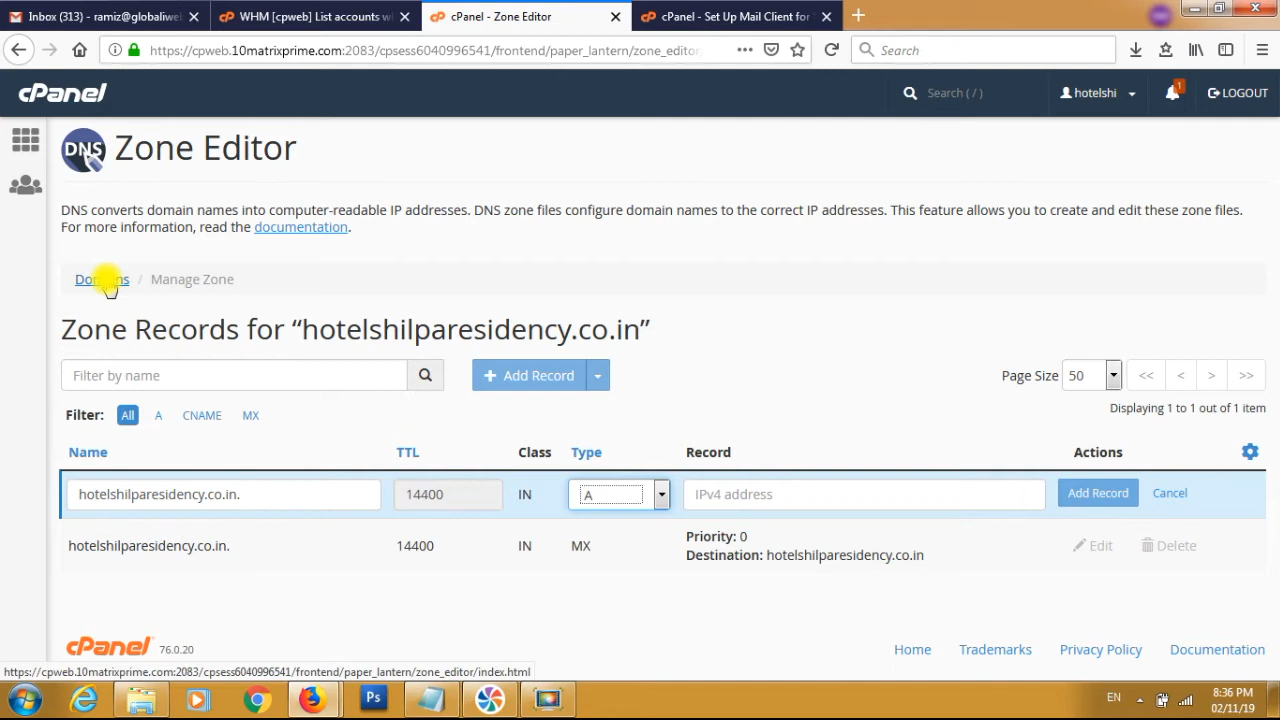 Inbox (313) - ramiz@globaliwe
WHM [cpweb] List accounts w
cPanel - Zone Editor
cPanel - Set Up Mail Client for
https://cpweb.10matrixprime.com:2083/cpsess6040996541/frontend/paper_lantern/zone_editor
Search
cPanel
Search ( / )
hotelshi
1
LOGOUT
DNS
Zone Editor
DNS converts domain names into computer-readable IP addresses. DNS zone files configure domain names to the correct IP addresses. This feature allows you to create and edit these zone files.
For more information, read the documentation.
Domains / Manage Zone
Zone Records for “hotelshilparesidency.co.in”
Filter by name
Add Record
Page Size 50 << < > >>
Filter: All A CNAME MX
Displaying 1 to 1 out of 1 item
Name TTL Class Type Record Actions
hotelshilparesidency.co.in. 14400 IN A IPv4 address Add Record Cancel
hotelshilparesidency.co.in. 14400 IN MX
Priority: 0
Destination: hotelshilparesidency.co.in
Edit Delete
cPanel 76.0.20
Home Trademarks Privacy Policy Documentation
https://cpweb.10matrixprime.com:2083/cpsess6040996541/frontend/paper_lantern/zone_editor/index.html
Ps
EN
8:36 PM
02/11/19